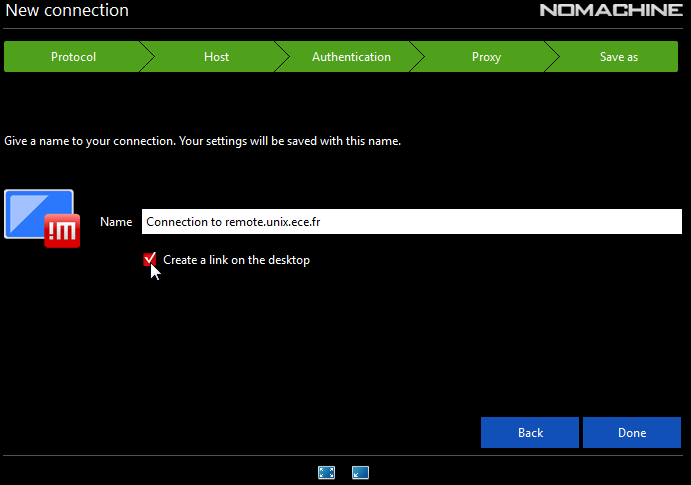 New connection
NOMACHINE
Protocol
Host
Authentication
Proxy
Save as
Give a name to your connection. Your settings will be saved with this name.
!M
Name
Connection to remote.unix.ece.fr
Create a link on the desktop
Back
Done